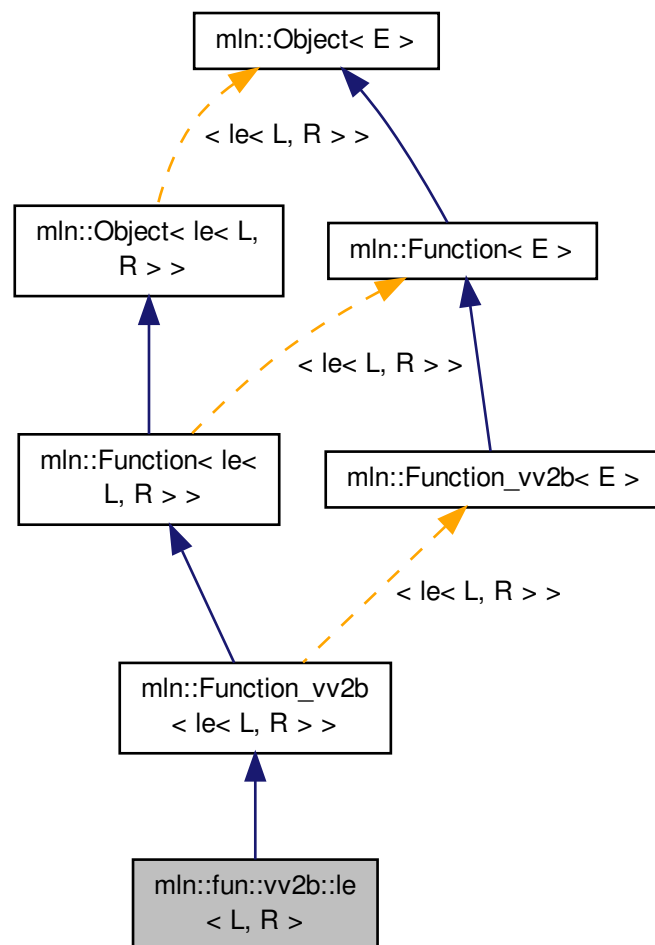 mln::Object< E >
< le< L, R > >
mln::Object< le< L,
R > >
mln::Function< E >
< le< L, R > >
mln::Function< le<
L, R > >
mln::Function_vv2b< E >
< le< L, R > >
mln::Function_vv2b
< le< L, R > >
mln::fun::vv2b::le
< L, R >